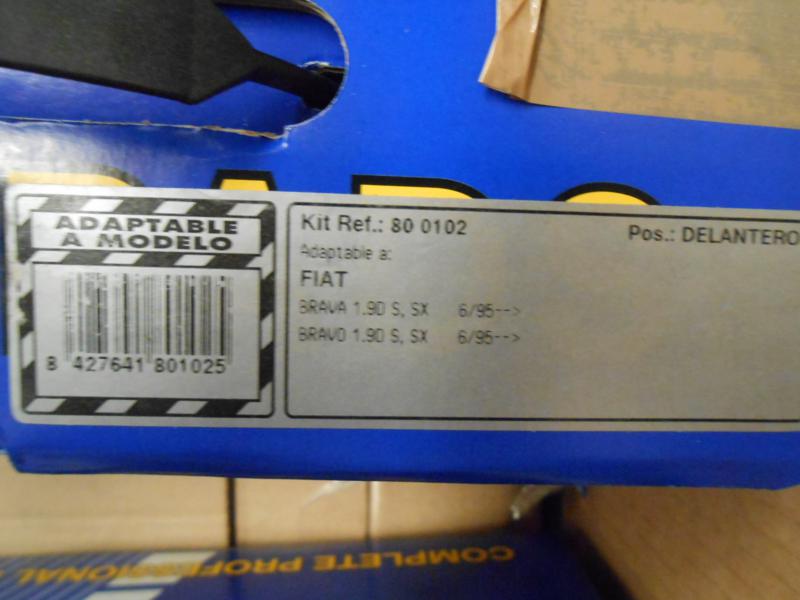 ADAPTABLE
A MODELO
8 427641 801025
Kit Ref.: 80 0102
Pos.: DELANTERO
Adaptable a:
FIAT
BRAVA 1.9D S, SX 6/95-->
BRAVO 1.9D S, SX 6/95-->
COMPLETE PROFESSIONAL